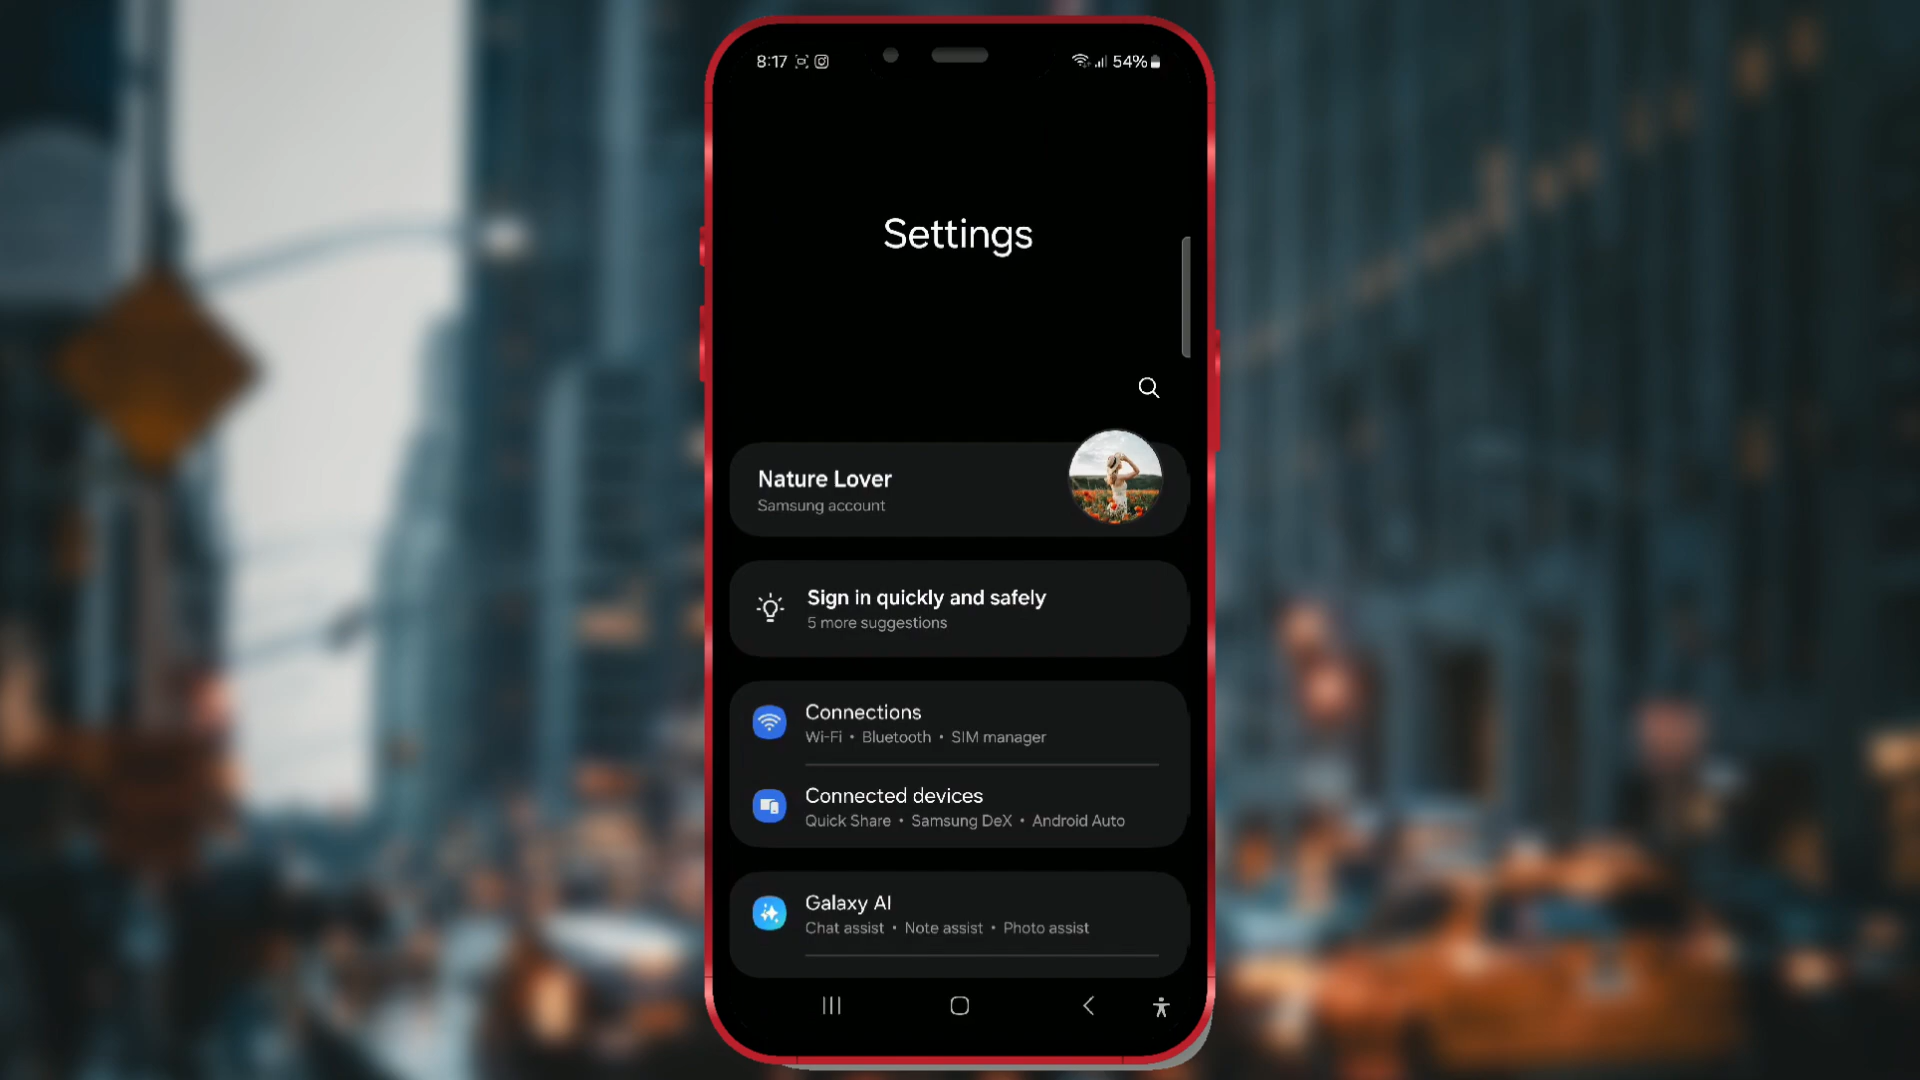 8:17 54%
Settings
Nature Lover
Samsung account
Sign in quickly and safely
5 more suggestions
Connections
Wi-Fi • Bluetooth • SIM manager
Connected devices
Quick Share • Samsung DeX • Android Auto
Galaxy AI
Chat assist • Note assist • Photo assist